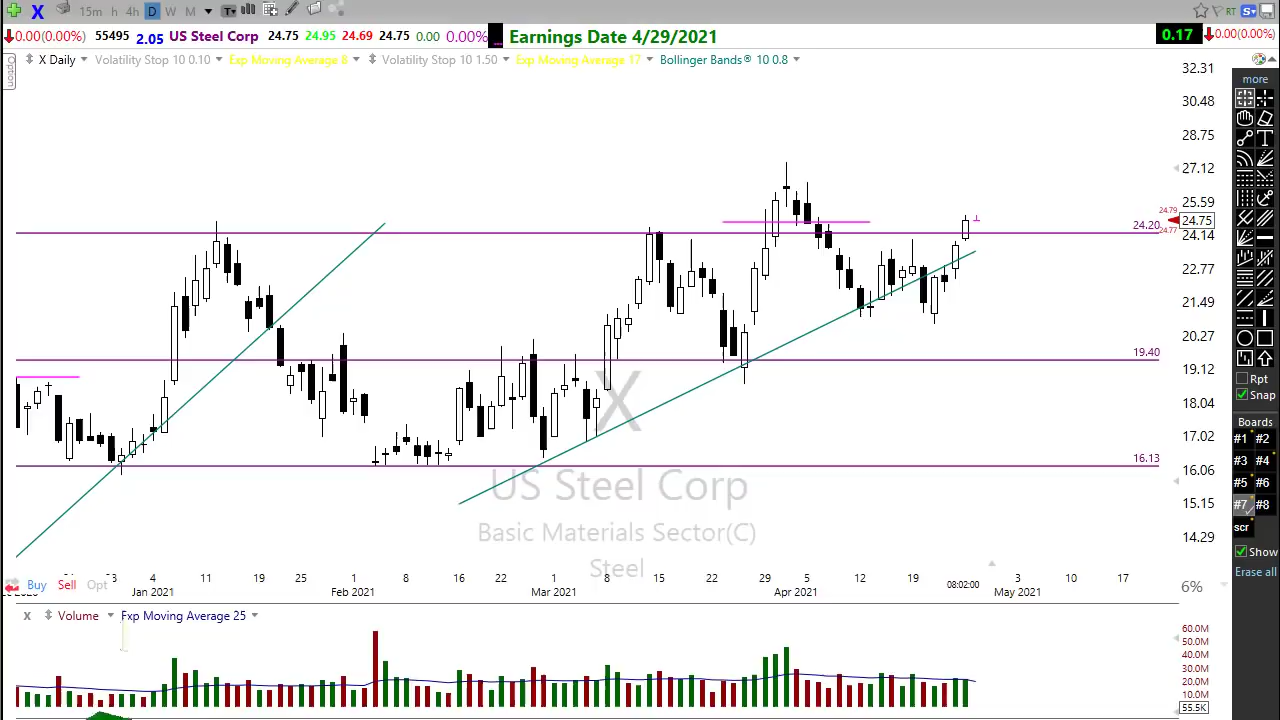 X 15m h 4h D W M T
0.00(0.00%) 55495 2.05 US Steel Corp 24.75 24.95 24.69 24.75 0.00 0.00% Earnings Date 4/29/2021 0.17 0.00(0.00%)
RT S
Option
X Daily Volatility Stop 10 0.10 Exp Moving Average 8 Volatility Stop 10 1.50 Exp Moving Average 17 Bollinger Bands® 10 0.8
32.31
30.48
28.75
27.12
25.59
24.79
24.75
24.77
24.14
22.77
21.49
20.27
19.12
18.04
17.02
16.06
15.15
14.29
24.20
19.40
16.13
X
US Steel Corp
Basic Materials Sector(C)
Steel
4 11 19 25 1 8 16 22 1 8 15 22 29 5 12 19 08:02:00 3 10 17
Jan 2021 Feb 2021 Mar 2021 Apr 2021 May 2021
Buy Sell Opt
6%
X Volume Exp Moving Average 25
60.0M
50.0M
40.0M
30.0M
20.0M
10.0M
55.5K
more
T
Rpt
Snap
Boards
#1 #2
#3 #4
#5 #6
#7 #8
scr
Show
Erase all